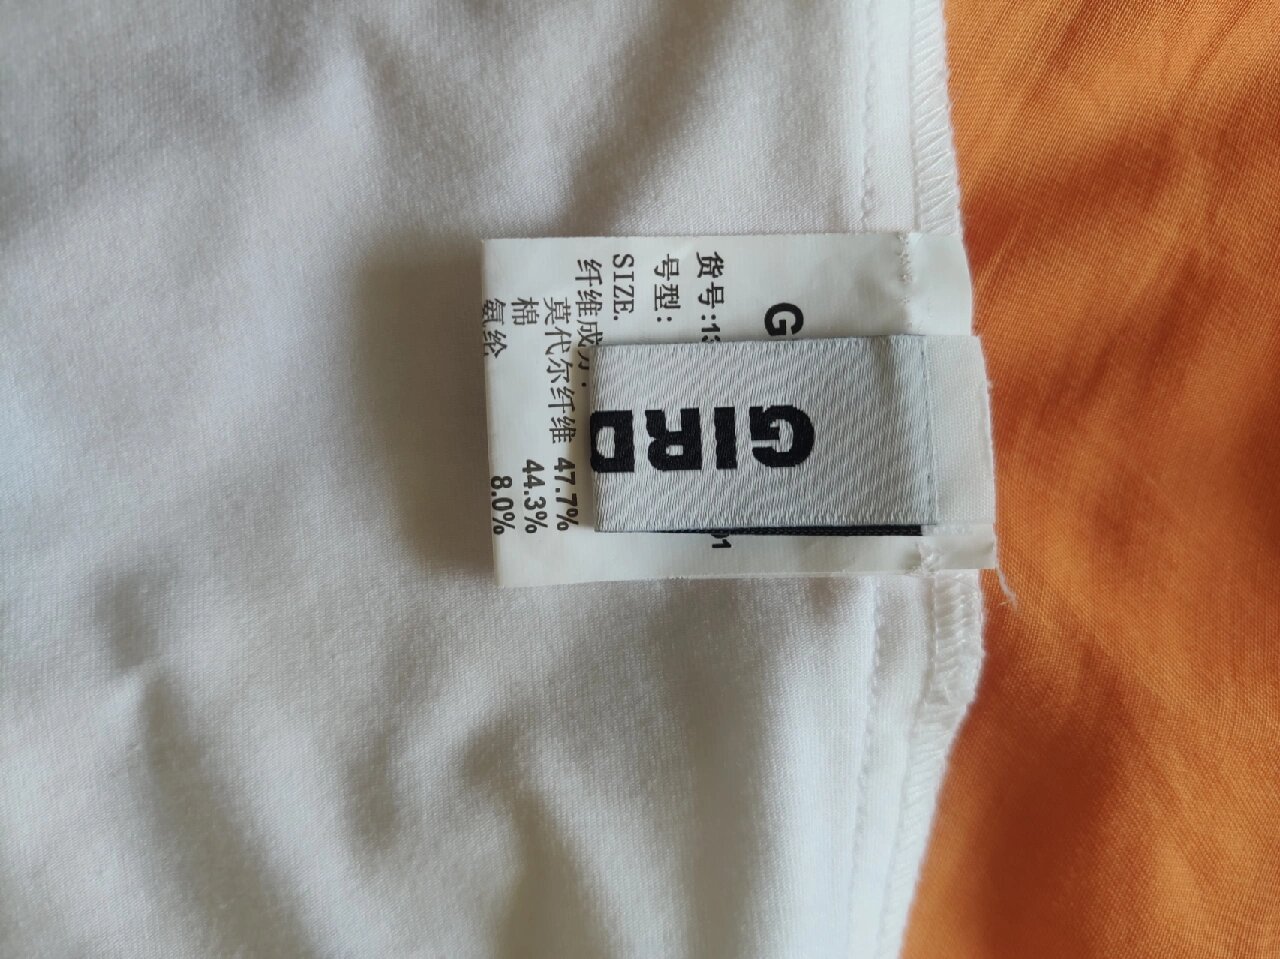 G
货号:13
01
号型:
SIZE.
纤维成分:
莫代尔纤维 47.7%
棉 44.3%
氨纶 8.0%
GIRD